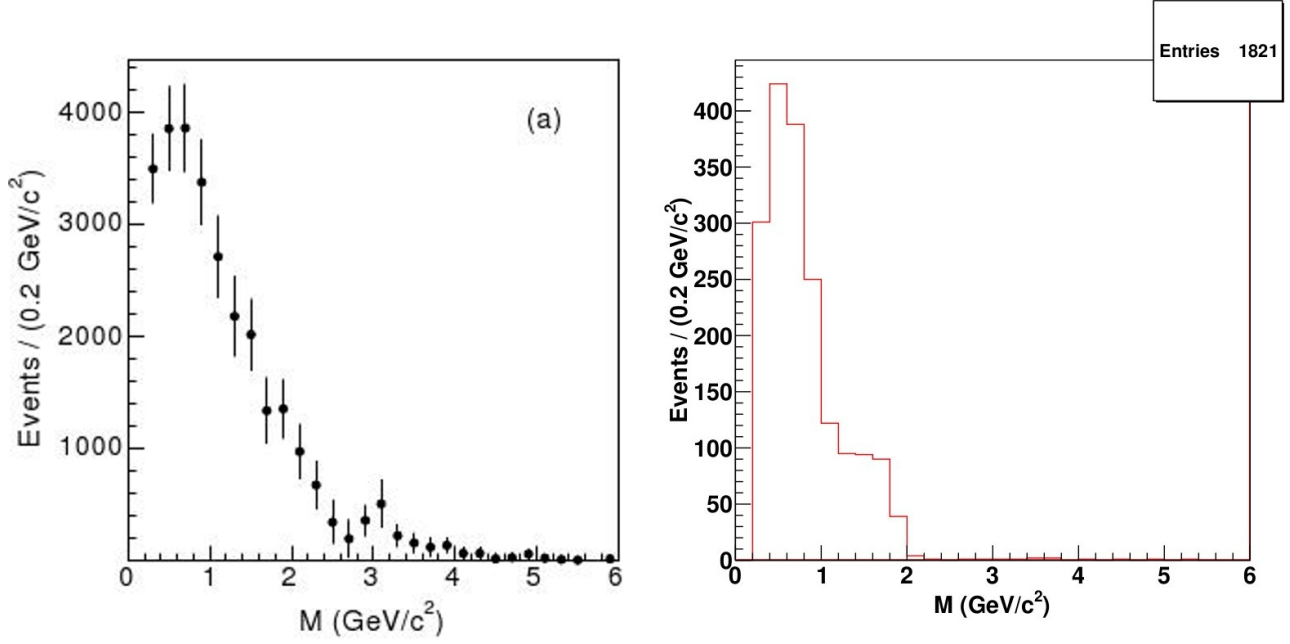 4000
3000
2000
1000
Events / (0.2 GeV/c2)
(a)
0 1 2 3 4 5 6
M (GeV/c2)
Entries 1821
400
350
300
250
200
150
100
50
0
Events / (0.2 GeV/c2)
0 1 2 3 4 5 6
M (GeV/c2)